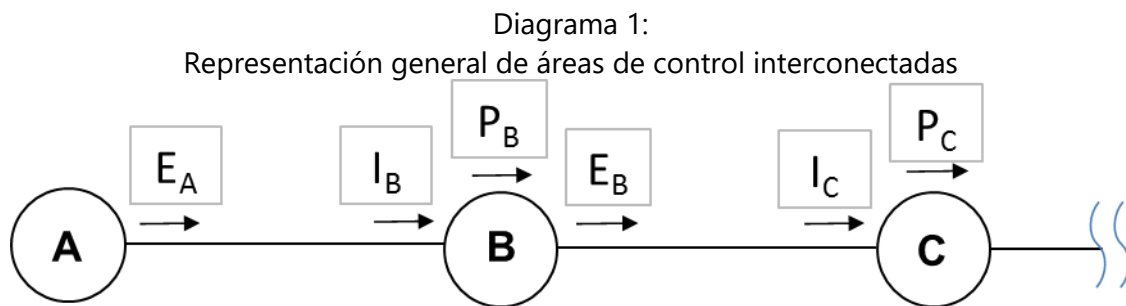 Diagrama 1:
Representación general de áreas de control interconectadas
E_A
I_B
P_B
E_B
I_C
P_C
A
B
C